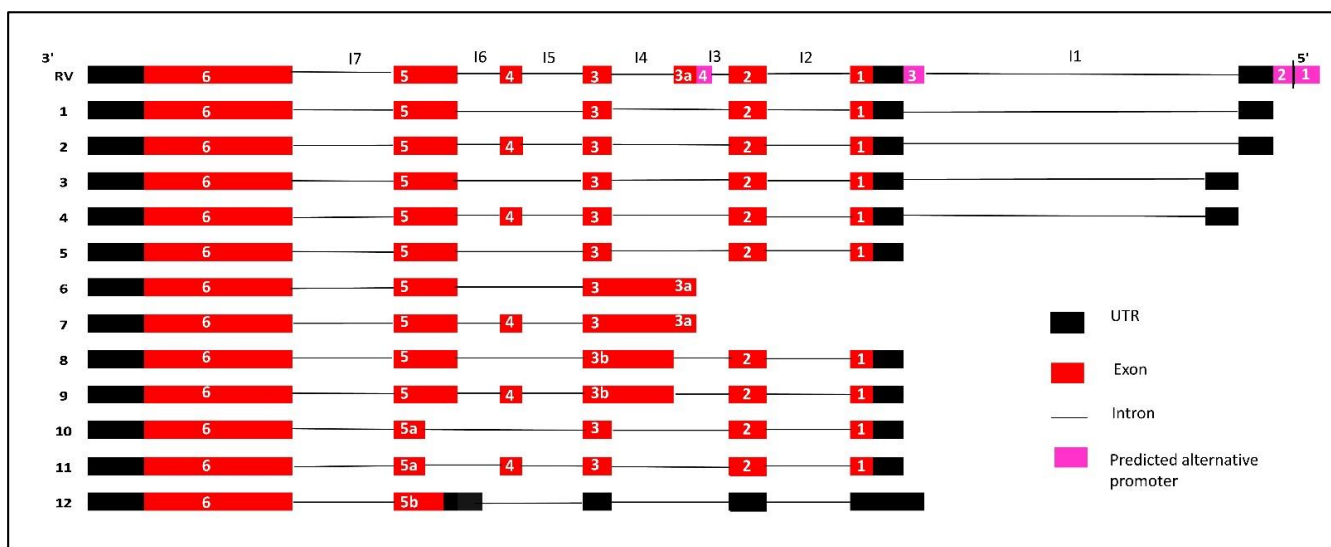 3' I7 I6 I5 I4 I3 I2 I1 5'
RV 6 5 4 3 3a 4 2 1 3 2 1
1 6 5 3 2 1
2 6 5 4 3 2 1
3 6 5 3 2 1
4 6 5 4 3 2 1
5 6 5 3 2 1
6 6 5 3 3a
7 6 5 4 3 3a
8 6 5 3b 2 1
9 6 5 4 3b 2 1
10 6 5a 3 2 1
11 6 5a 4 3 2 1
12 6 5b
UTR
Exon
Intron
Predicted alternative
promoter